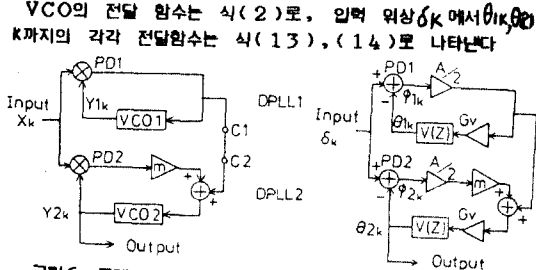 VCO의 전달 함수는 식(2)로, 입력 위상δK에서θ1K,θ2
K까지의 각각 전달함수는 식(13),(14)로 나타낸다
PD1
Input
Xk
Y1k
VCO1
DPLL1
C1
C2
PD2
m
+
+
DPLL2
Y2k
VCO2
Output
PD1
A/2
+
-
ϕ1k
Input
δk
θ1k
V(Z)
Gv
PD2
A/2
m
+
-
ϕ2k
+
+
θ2k
V(Z)
Gv
Output